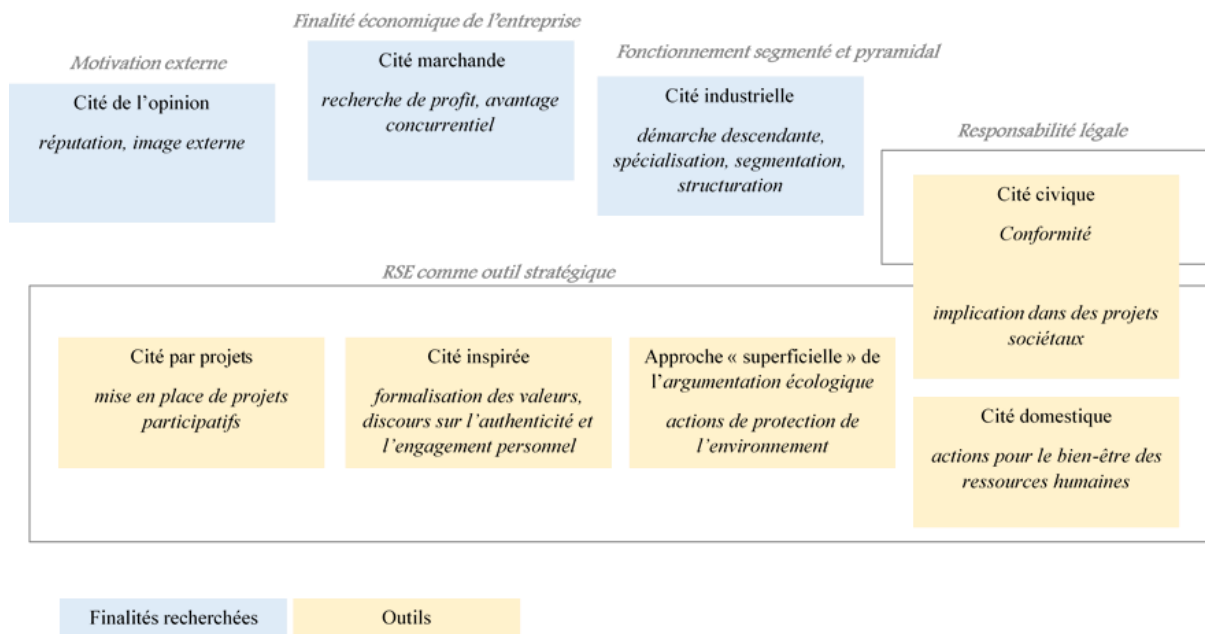 Finalité économique de l'entreprise
Motivation externe
Fonctionnement segmenté et pyramidal
Cité de l'opinion
réputation, image externe
Cité marchande
recherche de profit, avantage
concurrentiel
Cité industrielle
démarche descendante,
spécialisation, segmentation,
structuration
Responsabilité légale
Cité civique
Conformité
implication dans des projets
sociétaux
RSE comme outil stratégique
Cité par projets
mise en place de projets
participatifs
Cité inspirée
formalisation des valeurs,
discours sur l'authenticité et
l'engagement personnel
Approche « superficielle » de
l'argumentation écologique
actions de protection de
l'environnement
Cité domestique
actions pour le bien-être des
ressources humaines
Finalités recherchées
Outils